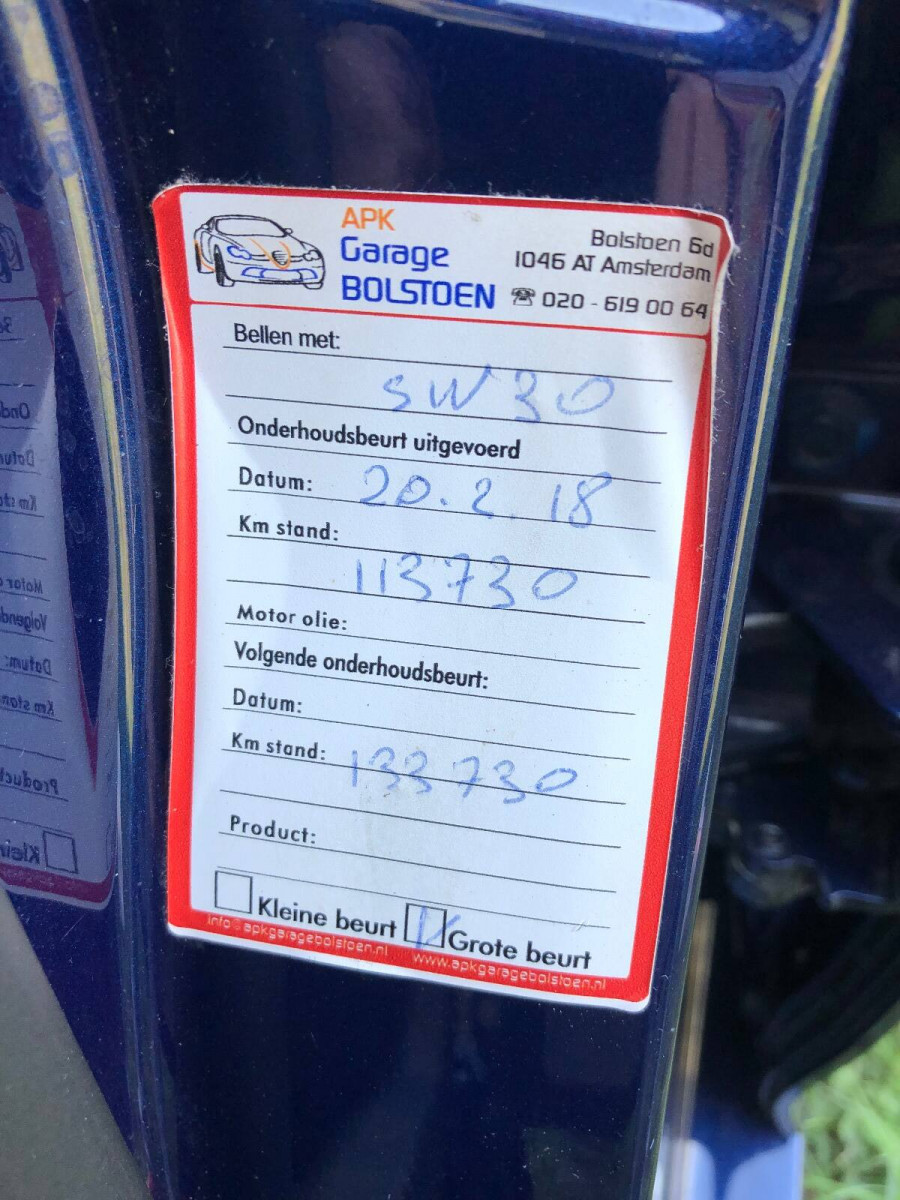 APK
Garage
BOLSTOEN
Bolstoen 6d
1046 AT Amsterdam
☎ 020 - 619 00 64
Bellen met:
SW 30
Onderhoudsbeurt uitgevoerd
Datum: 20.2.18
Km stand:
113730
Motor olie:
Volgende onderhoudsbeurt:
Datum:
Km stand: 133730
Product:
Kleine beurt Grote beurt
info@apkgaragebolstoen.nl www.apkgaragebolstoen.nl